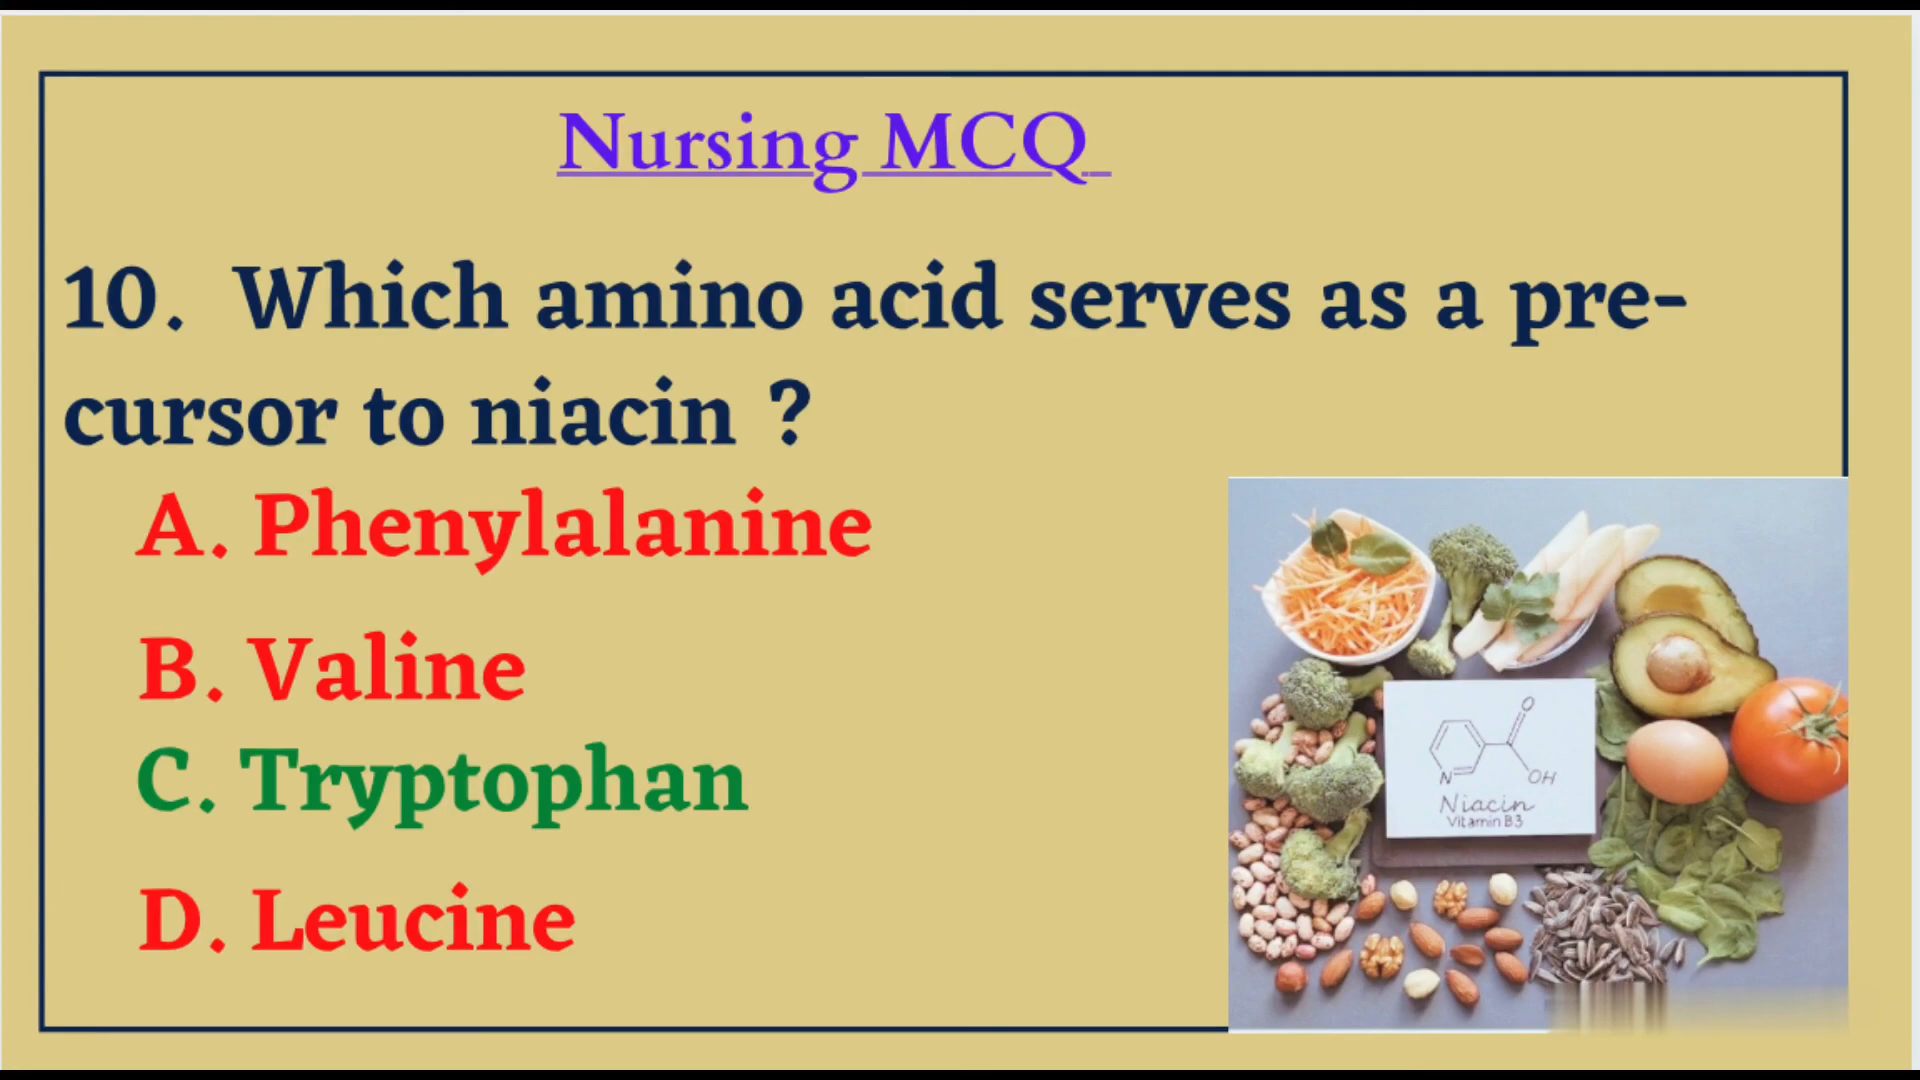 Nursing MCQ
10. Which amino acid serves as a pre-
cursor to niacin ?
A. Phenylalanine
B. Valine
C. Tryptophan
D. Leucine
O
N
OH
Niacin
Vitamin B3